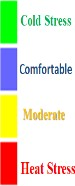 Cold Stress
Comfortable
Moderate
Heat Stress